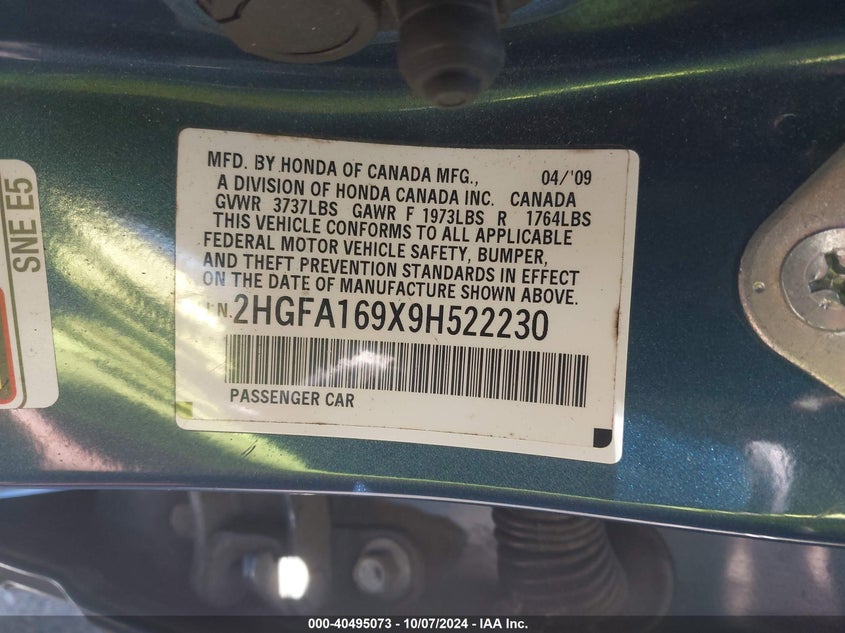 SNE E5
MFD. BY HONDA OF CANADA MFG., 04/'09
A DIVISION OF HONDA CANADA INC. CANADA
GVWR 3737LBS GAWR F 1973LBS R 1764LBS
THIS VEHICLE CONFORMS TO ALL APPLICABLE
FEDERAL MOTOR VEHICLE SAFETY, BUMPER,
AND THEFT PREVENTION STANDARDS IN EFFECT
ON THE DATE OF MANUFACTURE SHOWN ABOVE.
2HGFA169X9H522230
PASSENGER CAR
000-40495073 - 10/07/2024 - IAA Inc.